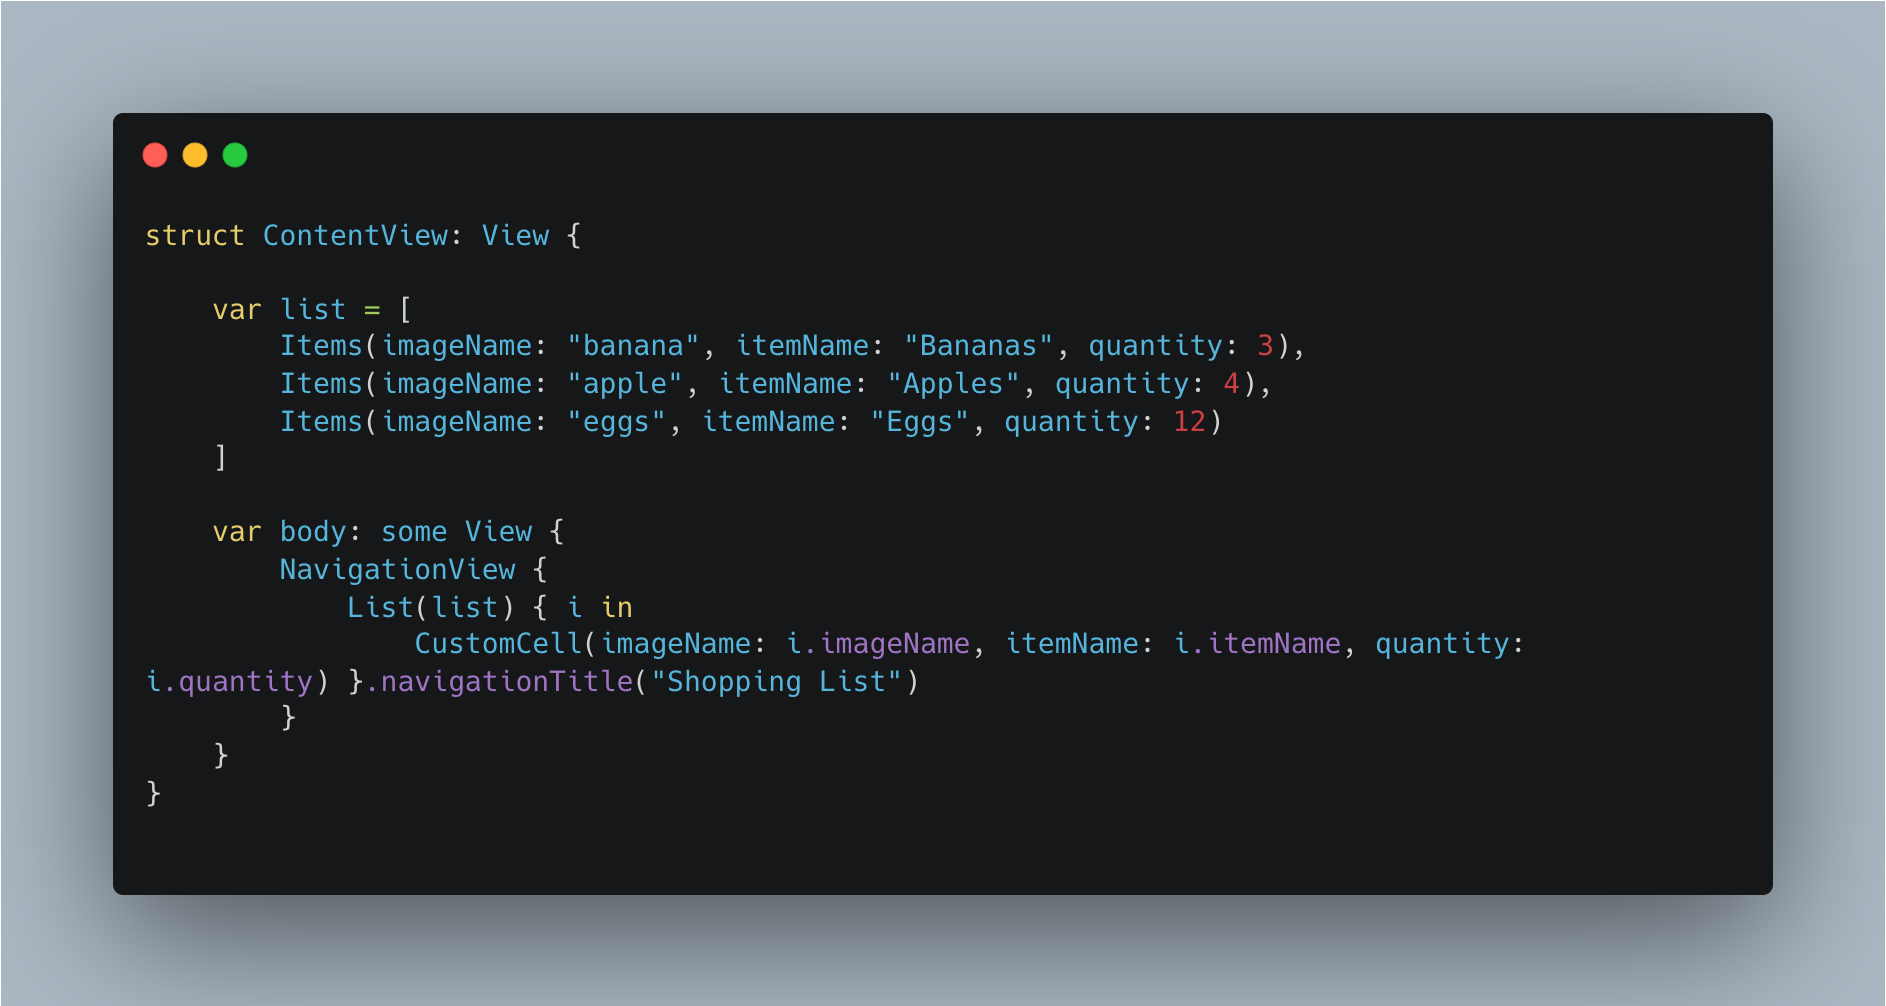 struct ContentView: View {
    var list = [
        Items(imageName: "banana", itemName: "Bananas", quantity: 3),
        Items(imageName: "apple", itemName: "Apples", quantity: 4),
        Items(imageName: "eggs", itemName: "Eggs", quantity: 12)
    ]
    var body: some View {
        NavigationView {
            List(list) { i in
                CustomCell(imageName: i.imageName, itemName: i.itemName, quantity:
i.quantity) }.navigationTitle("Shopping List")
        }
    }
}